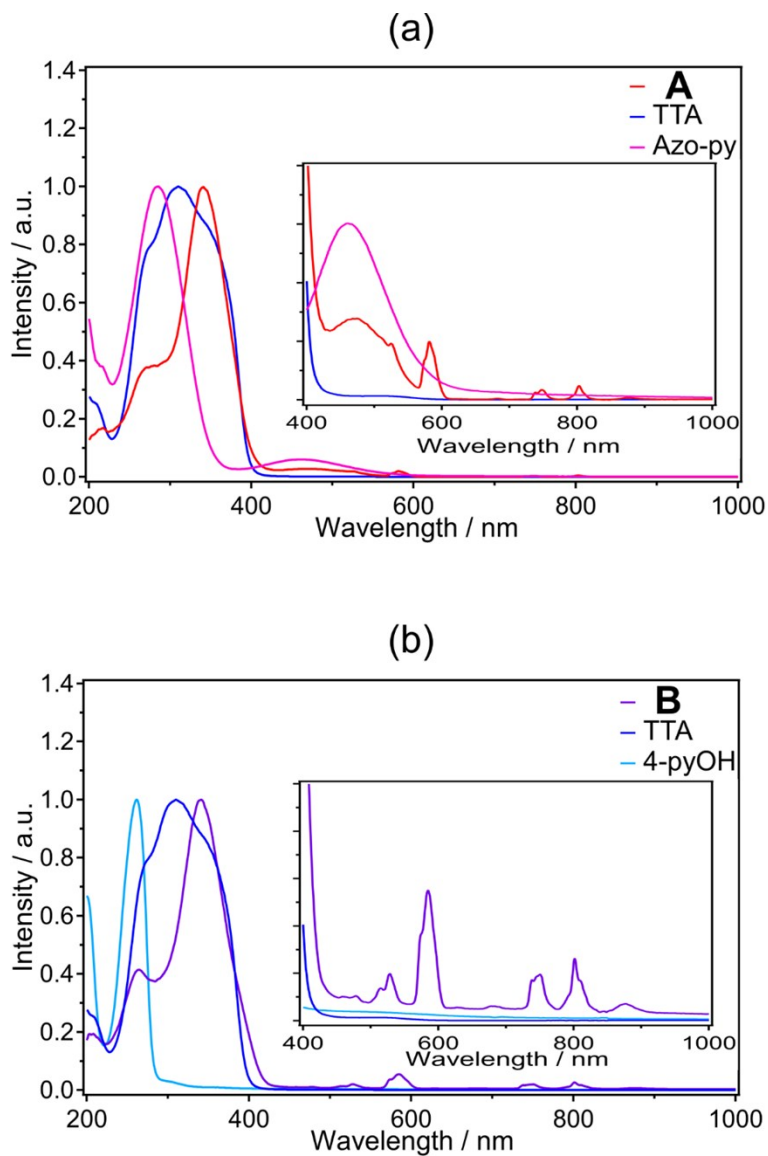 (a)
1.4
1.2
1.0
0.8
0.6
0.4
0.2
0.0
Intensity / a.u.
A
TTA
Azo-py
400 600 800 1000
Wavelength / nm
200 400 600 800 1000
Wavelength / nm
(b)
1.4
1.2
1.0
0.8
0.6
0.4
0.2
0.0
Intensity / a.u.
B
TTA
4-pyOH
400 600 800 1000
Wavelength / nm
200 400 600 800 1000
Wavelength / nm